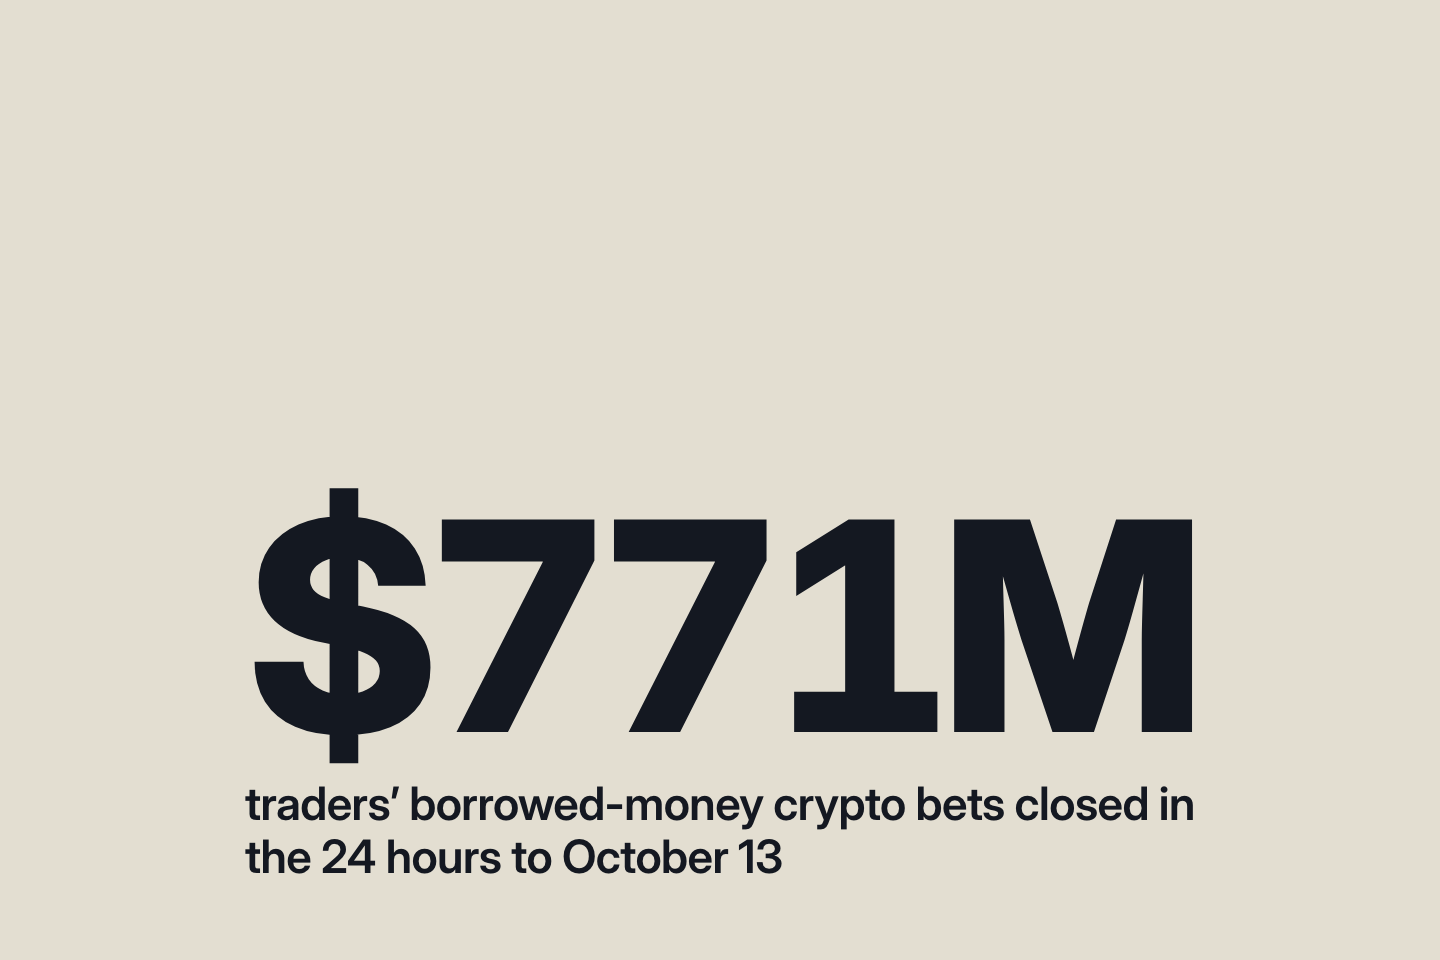 $771M
traders’ borrowed-money crypto bets closed in
the 24 hours to October 13